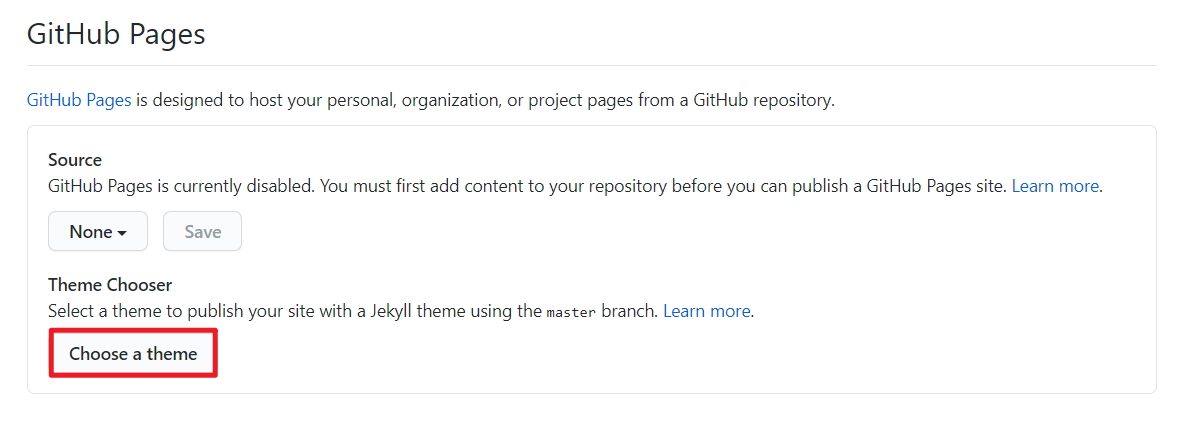 GitHub Pages
GitHub Pages is designed to host your personal, organization, or project pages from a GitHub repository.
Source
GitHub Pages is currently disabled. You must first add content to your repository before you can publish a GitHub Pages site. Learn more.
None Save
Theme Chooser
Select a theme to publish your site with a Jekyll theme using the master branch. Learn more.
Choose a theme